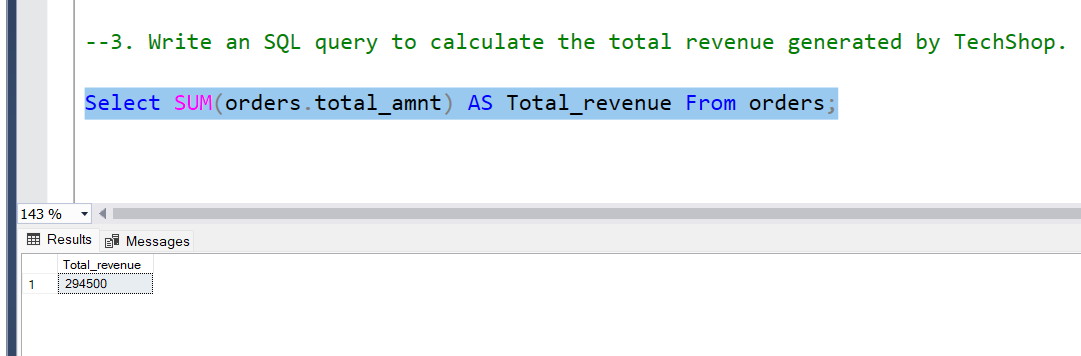 --3. Write an SQL query to calculate the total revenue generated by TechShop.
Select SUM(orders.total_amnt) AS Total_revenue From orders;
143 %
Results Messages
Total_revenue
1 294500